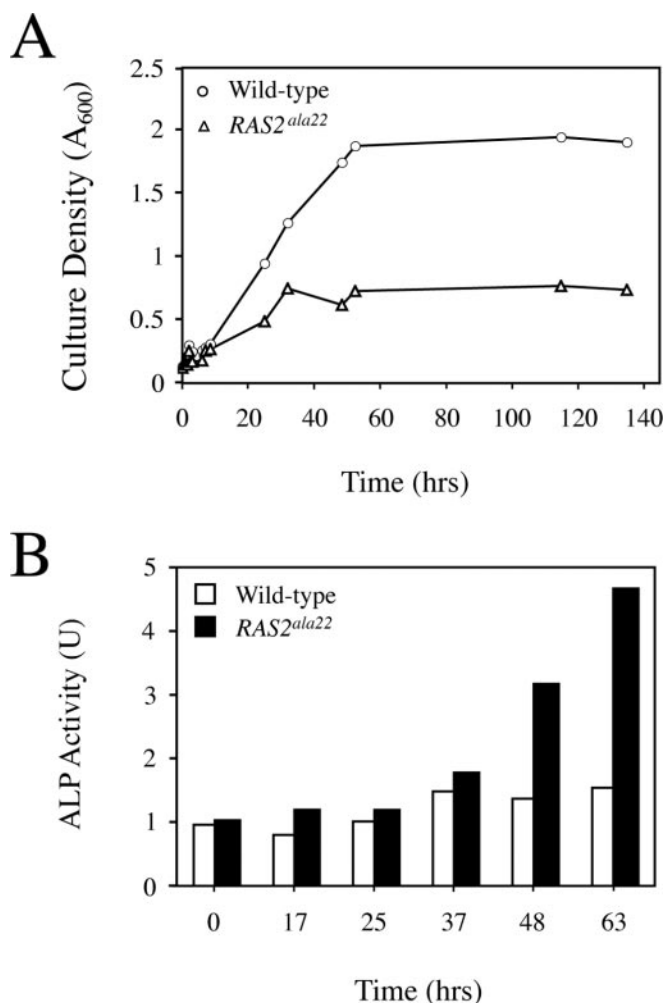 A
Culture Density (A600)
2.5
2
1.5
1
0.5
0
Wild-type
RAS2ala22
0 20 40 60 80 100 120 140
Time (hrs)
B
ALP Activity (U)
5
4
3
2
1
0
Wild-type
RAS2ala22
0 17 25 37 48 63
Time (hrs)